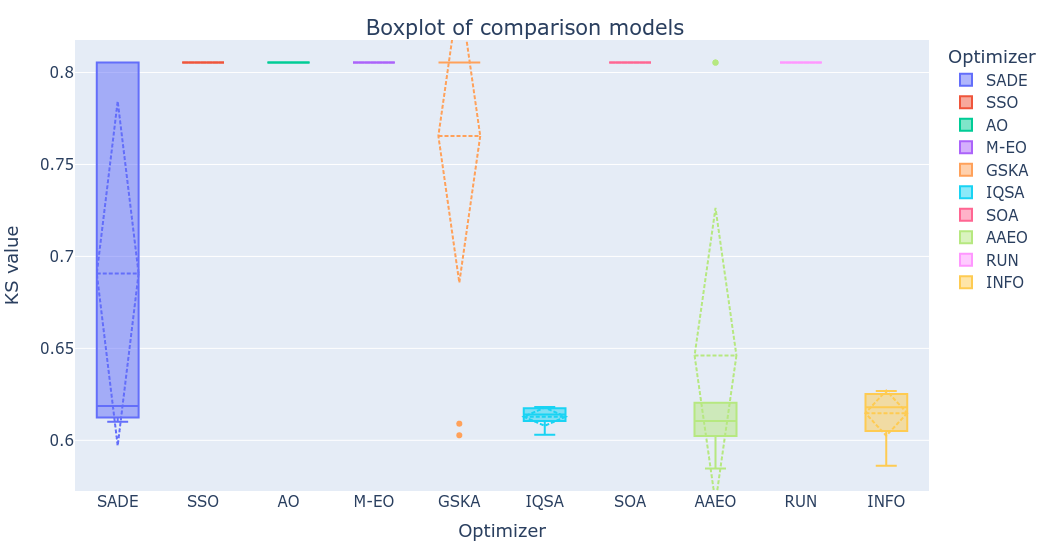 Boxplot of comparison models
KS value
0.8
0.75
0.7
0.65
0.6
SADE
SSO
AO
M-EO
GSKA
IQSA
SOA
AAEO
RUN
INFO
Optimizer
Optimizer
SADE
SSO
AO
M-EO
GSKA
IQSA
SOA
AAEO
RUN
INFO